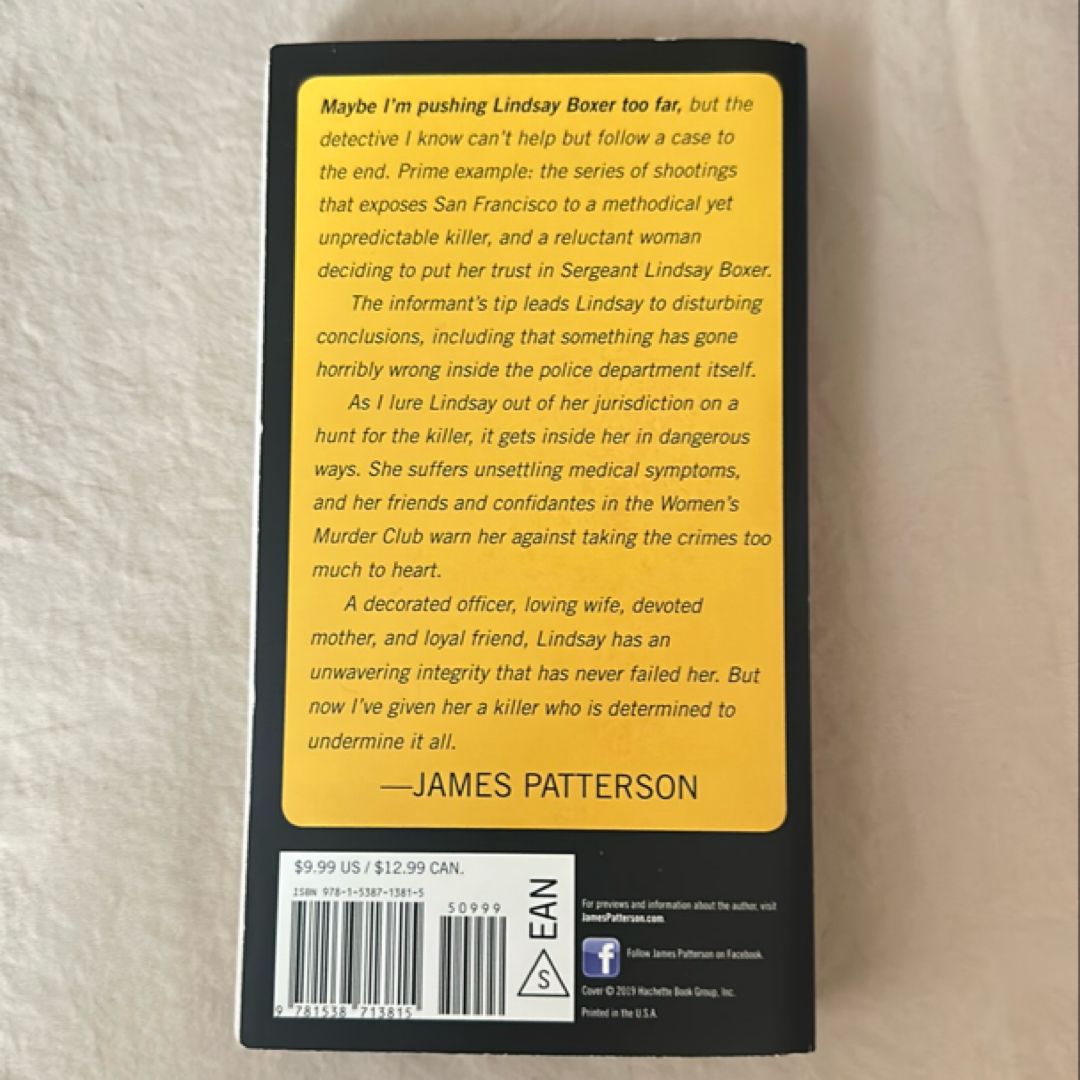 Maybe I'm pushing Lindsay Boxer too far, but the
detective I know can't help but follow a case to
the end. Prime example: the series of shootings
that exposes San Francisco to a methodical yet
unpredictable killer, and a reluctant woman
deciding to put her trust in Sergeant Lindsay Boxer.
The informant's tip leads Lindsay to disturbing
conclusions, including that something has gone
horribly wrong inside the police department itself.
As I lure Lindsay out of her jurisdiction on a
hunt for the killer, it gets inside her in dangerous
ways. She suffers unsettling medical symptoms,
and her friends and confidantes in the Women's
Murder Club warn her against taking the crimes too
much to heart.
A decorated officer, loving wife, devoted
mother, and loyal friend, Lindsay has an
unwavering integrity that has never failed her. But
now I've given her a killer who is determined to
undermine it all.
—JAMES PATTERSON
$9.99 US / $12.99 CAN.
ISBN 978-1-5387-1381-5
50999
9 781538 713815
EAN
S
For previews and information about the author, visit
JamesPatterson.com.
f
Follow James Patterson on Facebook.
Cover © 2019 Hachette Book Group, Inc.
Printed in the U.S.A.